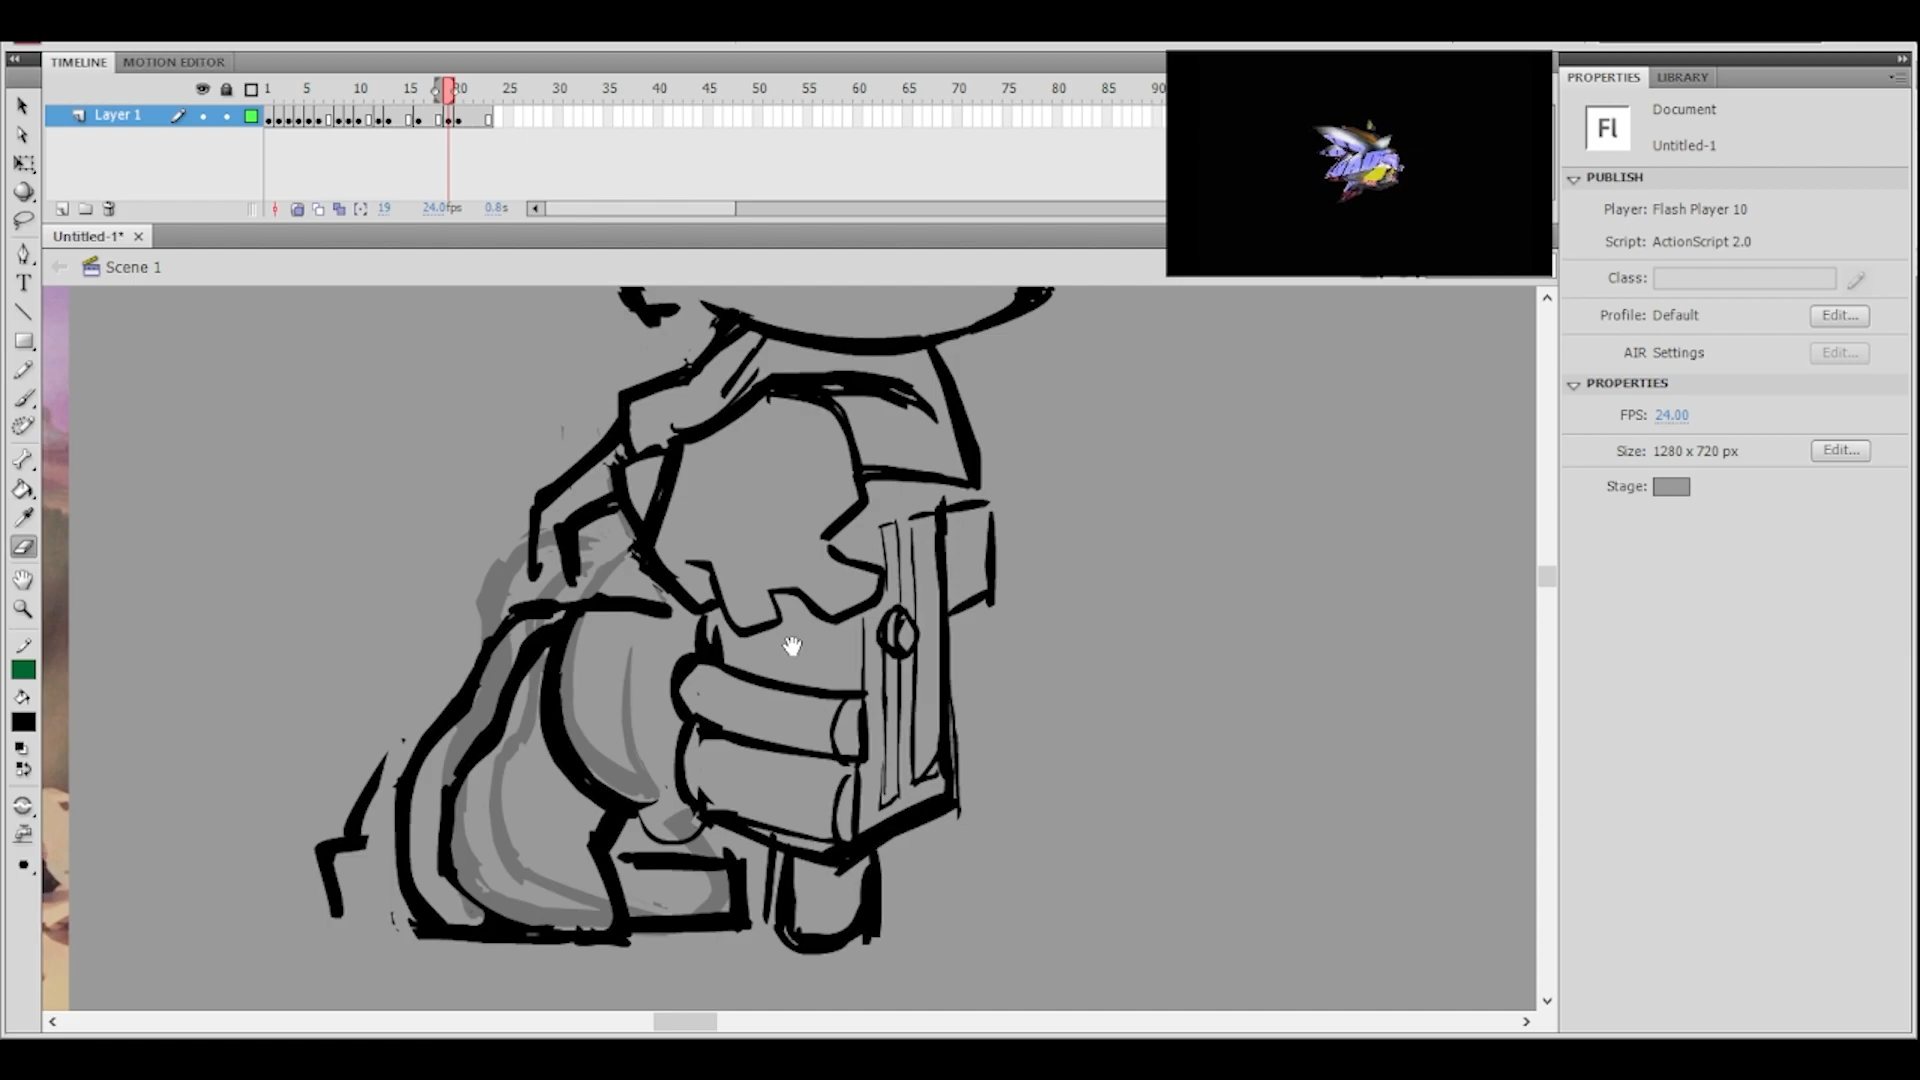 TIMELINE MOTION EDITOR
1 5 10 15 20 25 30 35 40 45 50 55 60 65 70 75 80 85 90
Layer 1
19 24.0fps 0.8s
Untitled-1*
Scene 1
PROPERTIES LIBRARY
Fl
Document
Untitled-1
PUBLISH
Player: Flash Player 10
Script: ActionScript 2.0
Class:
Profile: Default Edit...
AIR Settings Edit...
PROPERTIES
FPS: 24.00
Size: 1280 x 720 px Edit...
Stage:
T